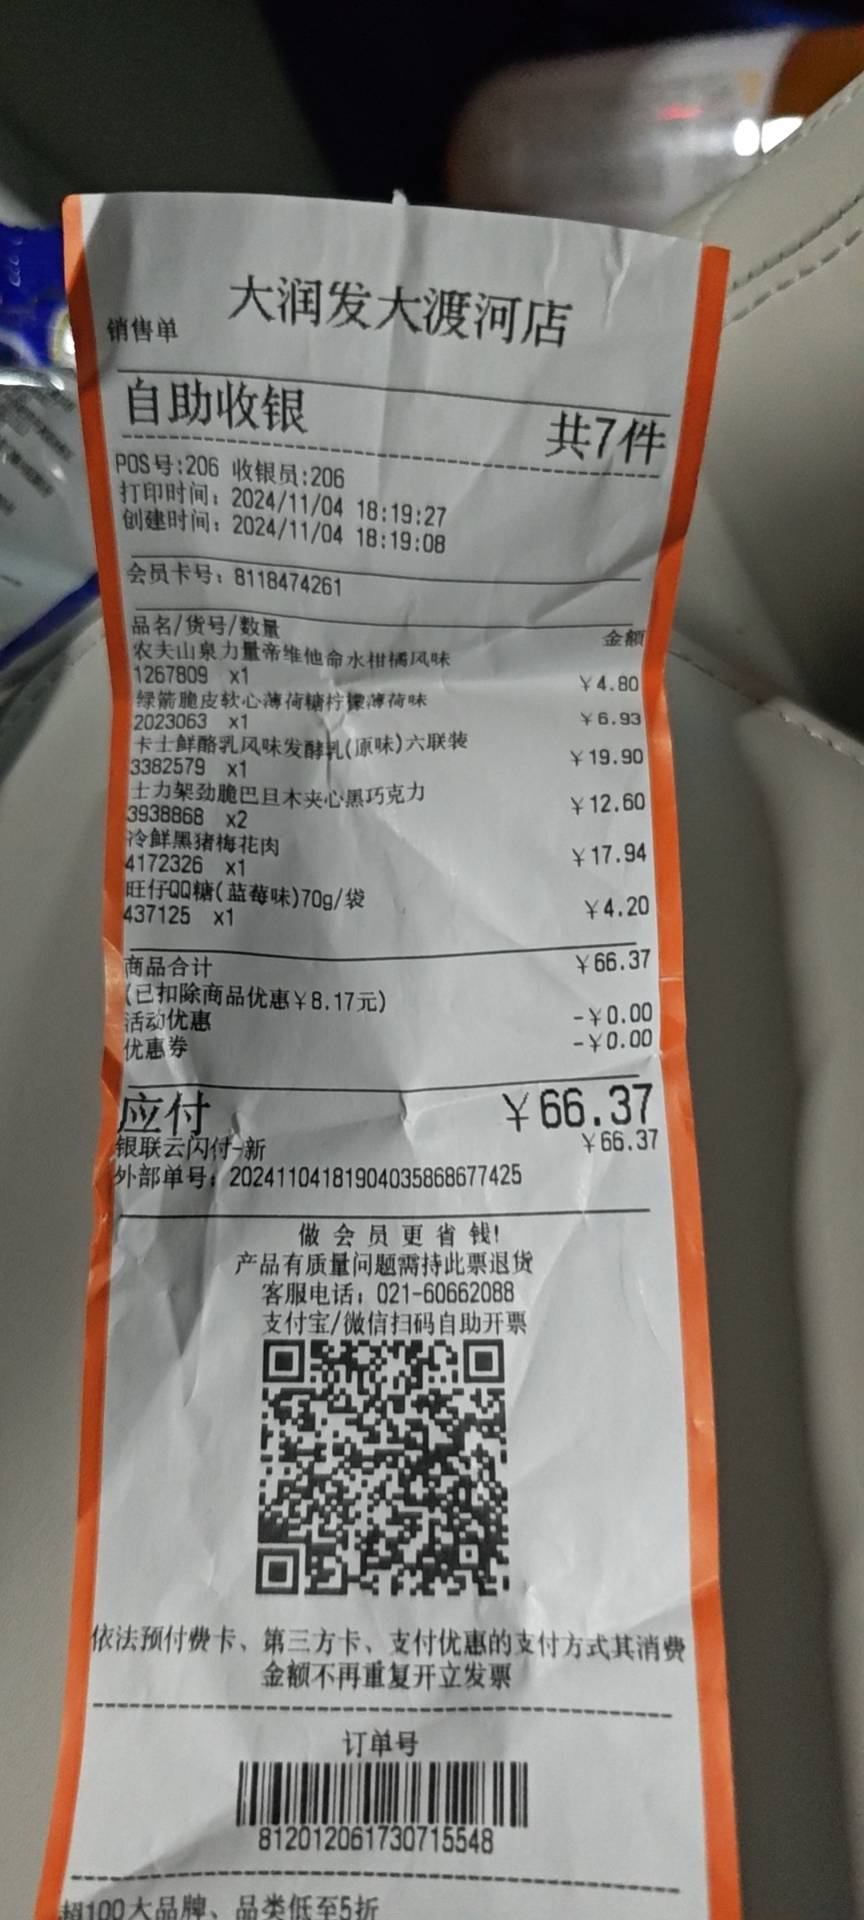 大润发大渡河店
销售单
自助收银 共7件
POS号:206 收银员:206
打印时间：2024/11/04 18:19:27
创建时间：2024/11/04 18:19:08
会员卡号：8118474261
品名/货号/数量 金额
农夫山泉力量帝维他命水柑橘风味
1267809 x1 ￥4.80
绿箭脆皮软心薄荷糖柠檬薄荷味
2023063 x1 ￥6.93
卡士鲜酪乳风味发酵乳(原味)六联装
3382579 x1 ￥19.90
士力架劲脆巴旦木夹心黑巧克力
3938868 x2 ￥12.60
冷鲜黑猪梅花肉
4172326 x1 ￥17.94
旺仔QQ糖(蓝莓味)70g/袋
437125 x1 ￥4.20
商品合计 ￥66.37
(已扣除商品优惠￥8.17元)
活动优惠 -￥0.00
优惠券 -￥0.00
应付 ￥66.37
银联云闪付-新 ￥66.37
外部单号：2024110418190403586867​7425
做会员更省钱!
产品有质量问题需持此票退货
客服电话：021-60662088
支付宝/微信扫码自助开票
依法预付费卡、第三方卡、支付优惠的支付方式其消费
金额不再重复开立发票
订单号
812012061730715548
超100大品牌、品类低至5折